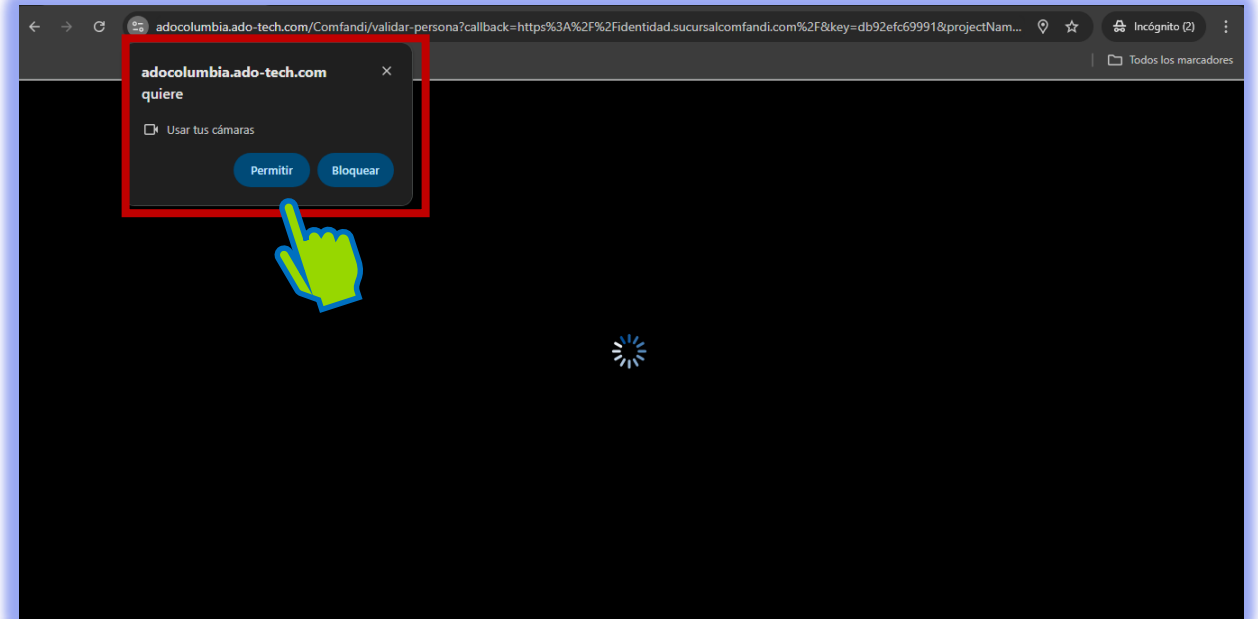 adocolumbia.ado-tech.com/Comfandi/validar-persona?callback=https%3A%2F%2Fidentidad.sucursalcomfandi.com%2F&key=db92efc69991&projectNam...
Incógnito (2)
Todos los marcadores
adocolumbia.ado-tech.com
quiere
Usar tus cámaras
Permitir
Bloquear